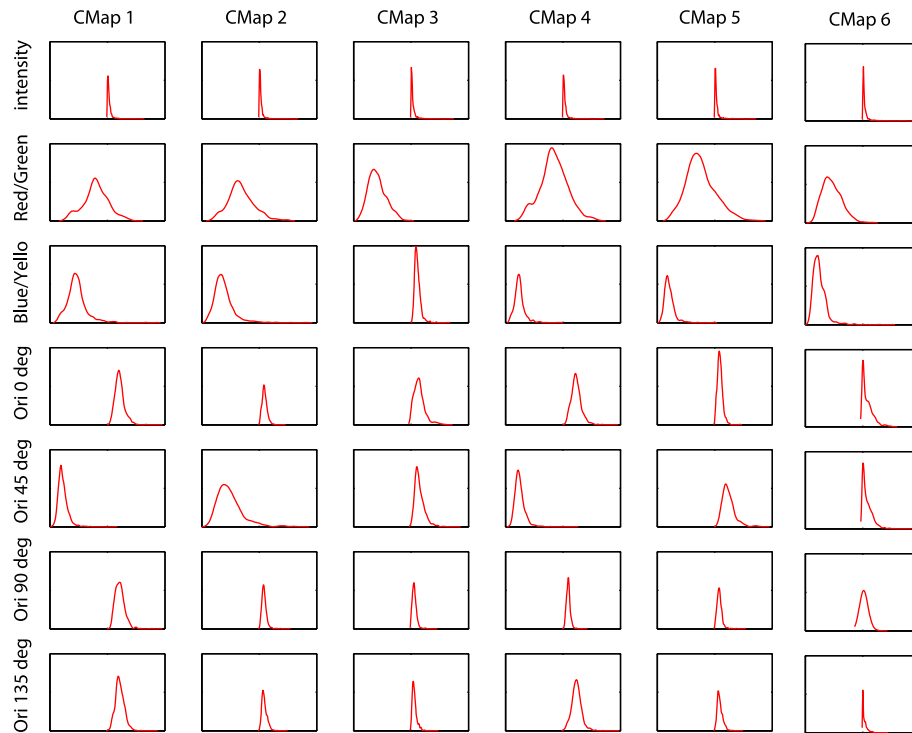 CMap 1 CMap 2 CMap 3 CMap 4 CMap 5 CMap 6
intensity
Red/Green
Blue/Yello
Ori 0 deg
Ori 45 deg
Ori 90 deg
Ori 135 deg